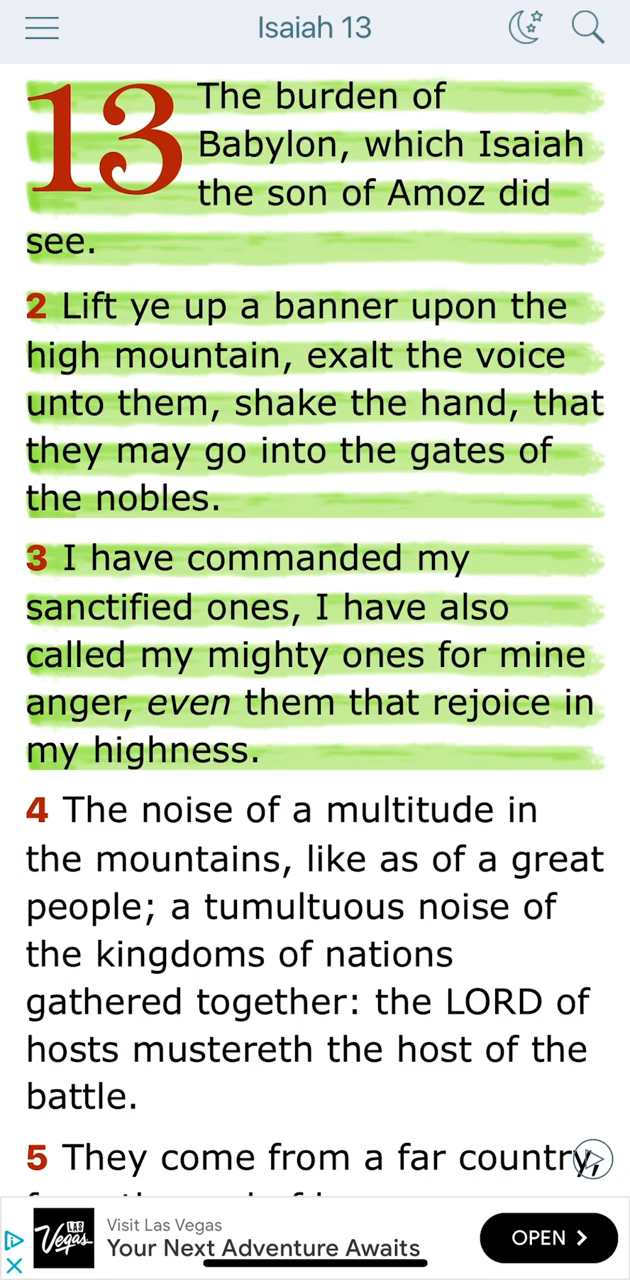 Isaiah 13
13 The burden of
Babylon, which Isaiah
the son of Amoz did
see.
2 Lift ye up a banner upon the
high mountain, exalt the voice
unto them, shake the hand, that
they may go into the gates of
the nobles.
3 I have commanded my
sanctified ones, I have also
called my mighty ones for mine
anger, even them that rejoice in
my highness.
4 The noise of a multitude in
the mountains, like as of a great
people; a tumultuous noise of
the kingdoms of nations
gathered together: the LORD of
hosts mustereth the host of the
battle.
5 They come from a far country,
LAS
Vegas
Visit Las Vegas
Your Next Adventure Awaits
OPEN